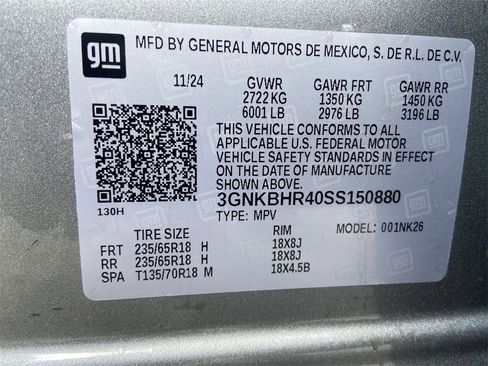 gm
MFD BY GENERAL MOTORS DE MEXICO, S. DE R.L. DE C.V.
11/24 GVWR GAWR FRT GAWR RR
2722 KG 1350 KG 1450 KG
6001 LB 2976 LB 3196 LB
THIS VEHICLE CONFORMS TO ALL
APPLICABLE U.S. FEDERAL MOTOR
VEHICLE SAFETY STANDARDS IN EFFECT
ON THE DATE OF MANUFACTURE
SHOWN ABOVE.
3GNKBHR40SS150880
130H TYPE: MPV
TIRE SIZE RIM MODEL: 001NK26
FRT 235/65R18 H 18X8J
RR 235/65R18 H 18X8J
SPA T135/70R18 M 18X4.5B